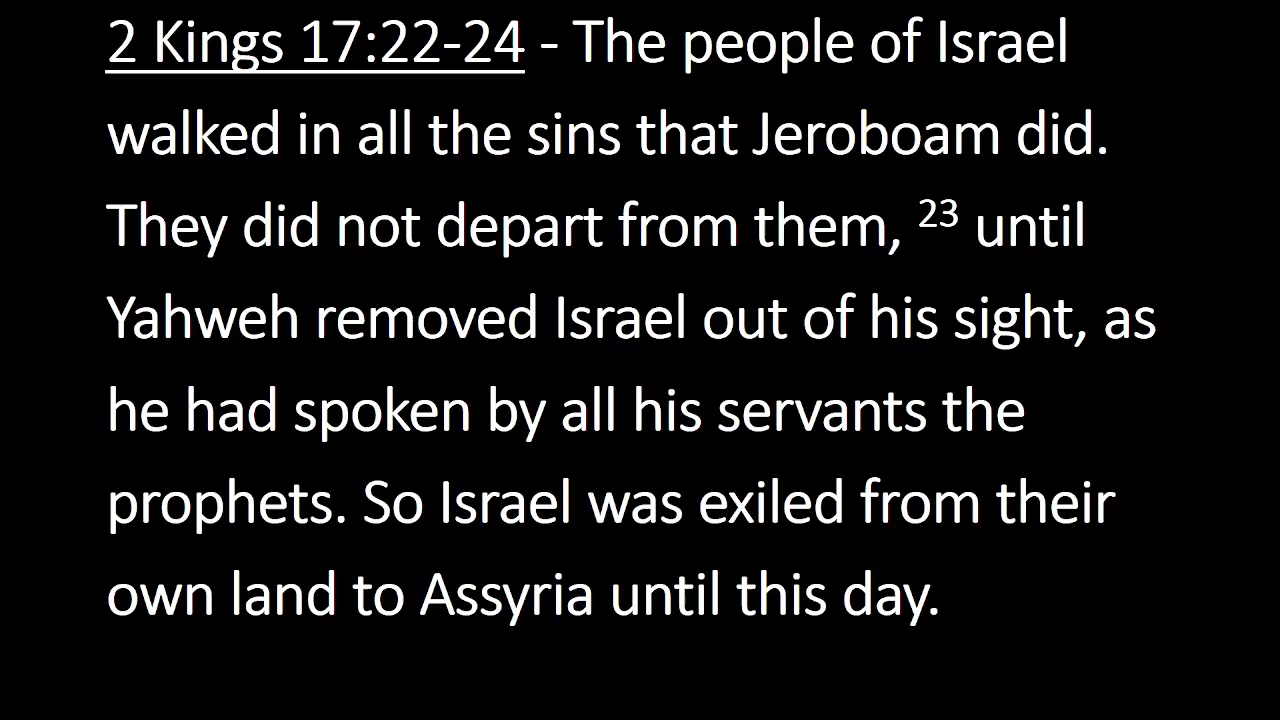 2 Kings 17:22-24 - The people of Israel
walked in all the sins that Jeroboam did.
They did not depart from them, 23 until
Yahweh removed Israel out of his sight, as
he had spoken by all his servants the
prophets. So Israel was exiled from their
own land to Assyria until this day.